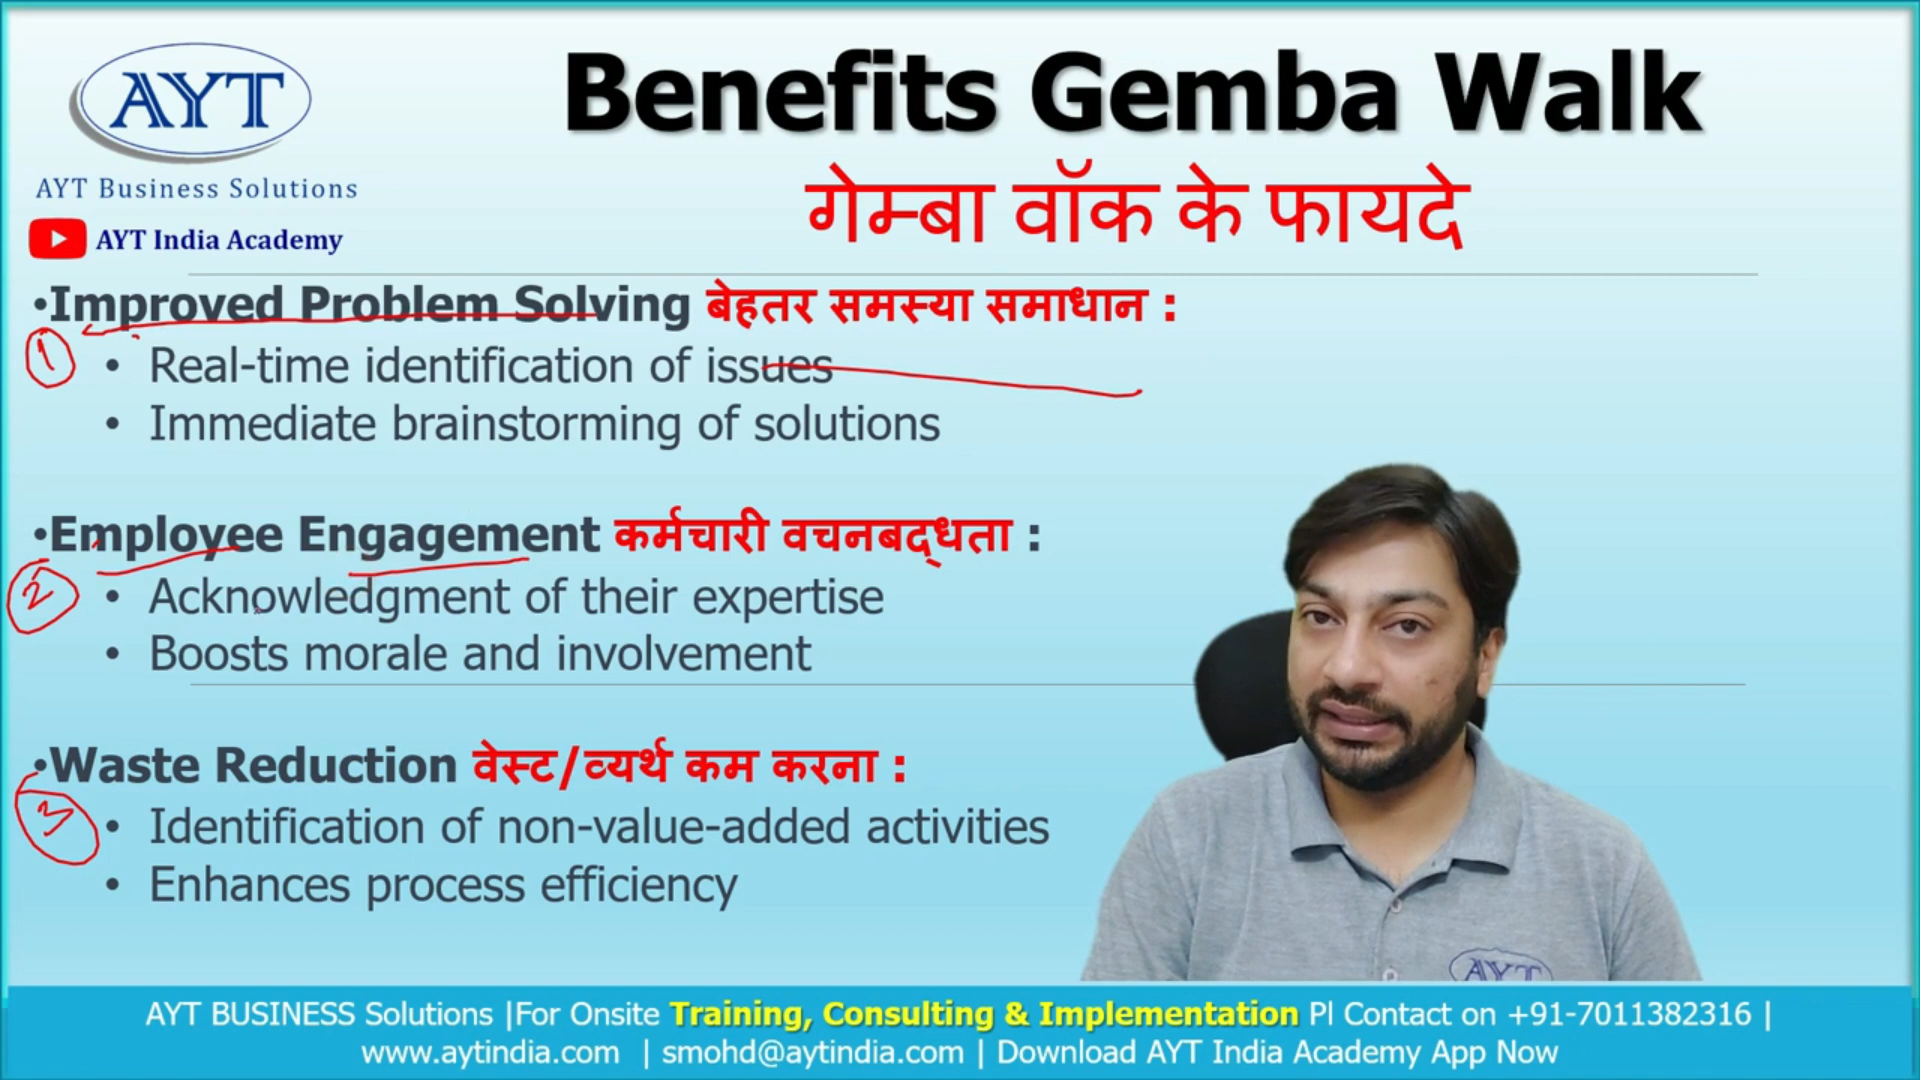 AYT
AYT Business Solutions
AYT India Academy
Benefits Gemba Walk
गेम्बा वॉक के फायदे
•Improved Problem Solving बेहतर समस्या समाधान :
1
• Real-time identification of issues
• Immediate brainstorming of solutions
•Employee Engagement कर्मचारी वचनबद्धता :
2
• Acknowledgment of their expertise
• Boosts morale and involvement
•Waste Reduction वेस्ट/व्यर्थ कम करना :
3
• Identification of non-value-added activities
• Enhances process efficiency
AYT
AYT BUSINESS Solutions |For Onsite Training, Consulting & Implementation Pl Contact on +91-7011382316 |
www.aytindia.com | smohd@aytindia.com | Download AYT India Academy App Now